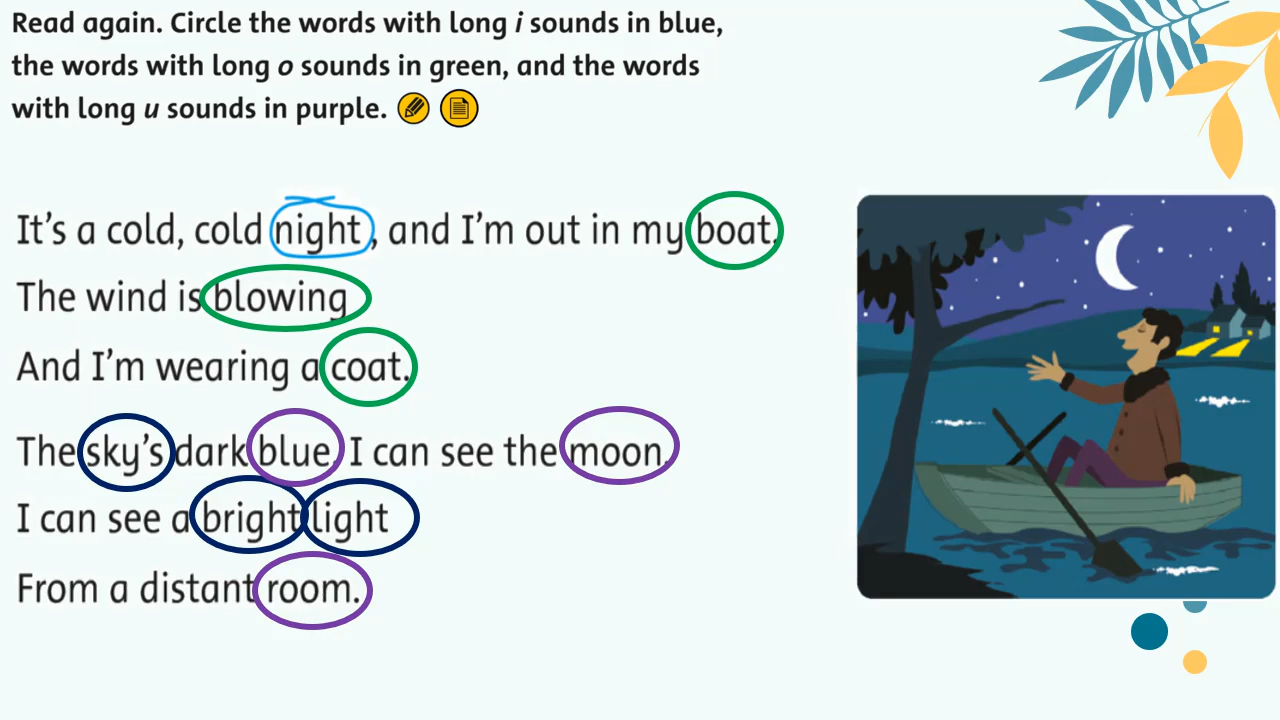 Read again. Circle the words with long i sounds in blue,
the words with long o sounds in green, and the words
with long u sounds in purple.
It's a cold, cold night, and I'm out in my boat.
The wind is blowing
And I'm wearing a coat.
The sky's dark blue. I can see the moon.
I can see a bright light
From a distant room.